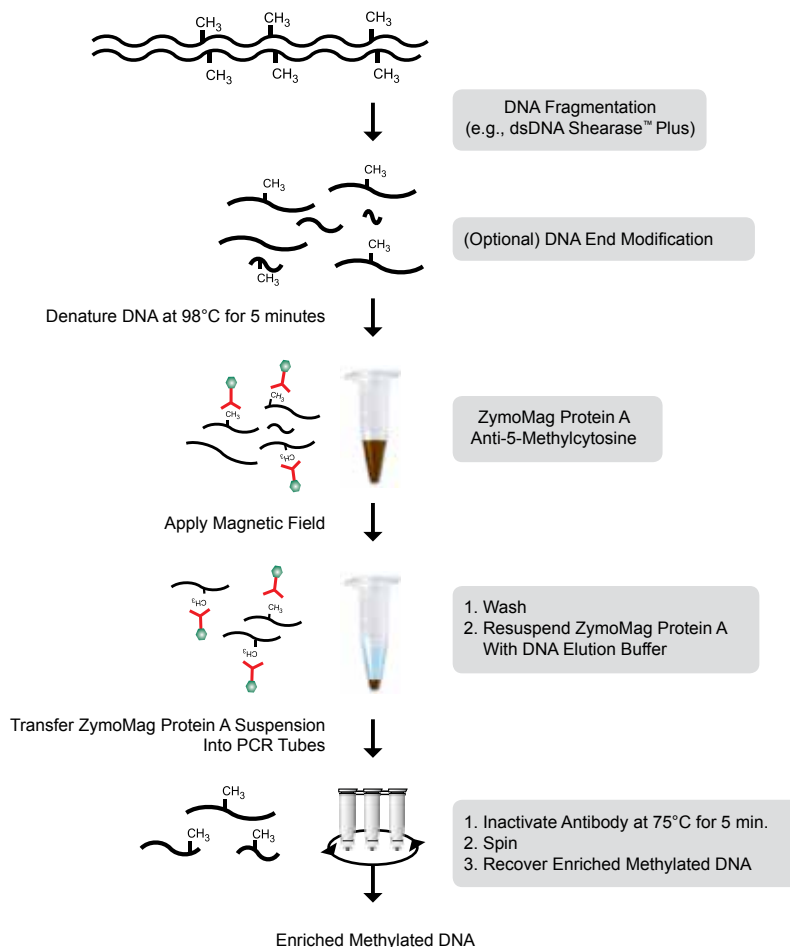 CH3
CH3
CH3
CH3
CH3
CH3
DNA Fragmentation
(e.g., dsDNA Shearase™ Plus)
CH3
CH3
CH3
CH3
(Optional) DNA End Modification
Denature DNA at 98°C for 5 minutes
CH3
CH3
CH3
ZymoMag Protein A
Anti-5-Methylcytosine
Apply Magnetic Field
CH3
CH3
CH3
1. Wash
2. Resuspend ZymoMag Protein A
With DNA Elution Buffer
Transfer ZymoMag Protein A Suspension
Into PCR Tubes
CH3
CH3
CH3
1. Inactivate Antibody at 75°C for 5 min.
2. Spin
3. Recover Enriched Methylated DNA
Enriched Methylated DNA